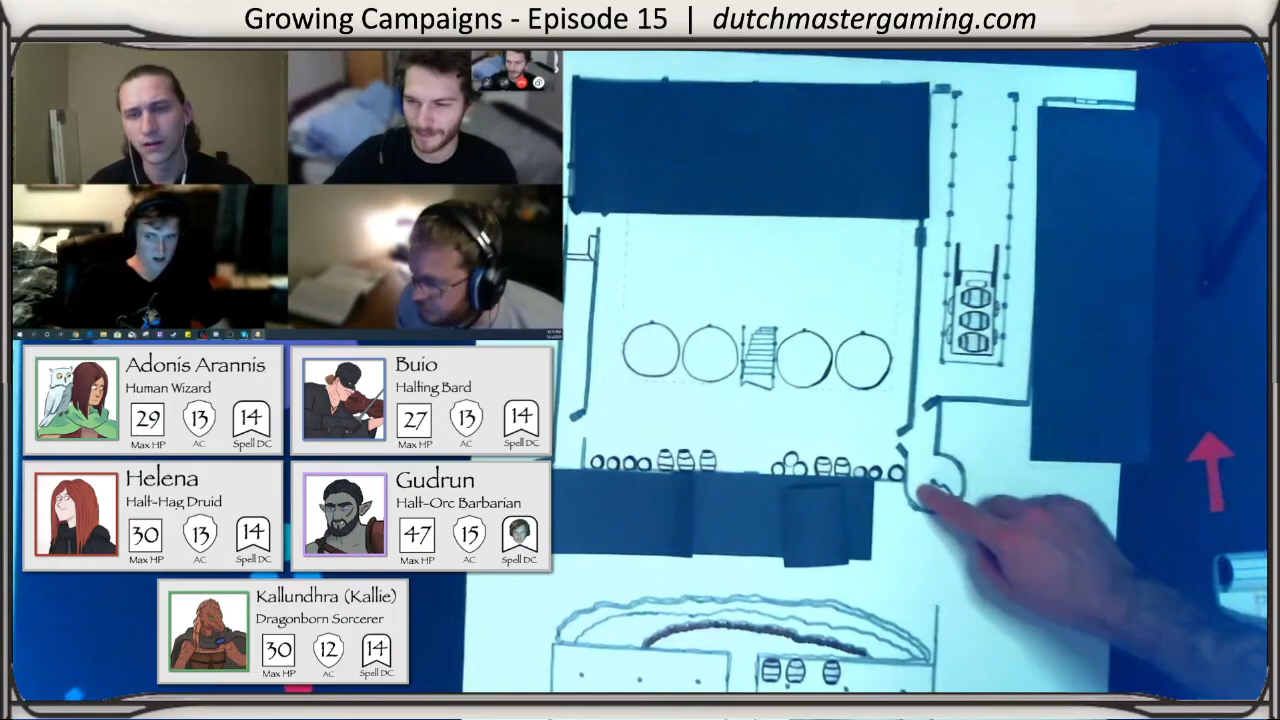 Growing Campaigns - Episode 15 | dutchmastergaming.com
Adonis Arannis
Human Wizard
29 13 14
Max HP AC Spell DC
Buio
Halfling Bard
27 13 14
Max HP AC Spell DC
Helena
Half-Hag Druid
30 13 14
Max HP AC Spell DC
Gudrun
Half-Orc Barbarian
47 15
Max HP AC Spell DC
Kallundhra (Kallie)
Dragonborn Sorcerer
30 12 14
Max HP AC Spell DC